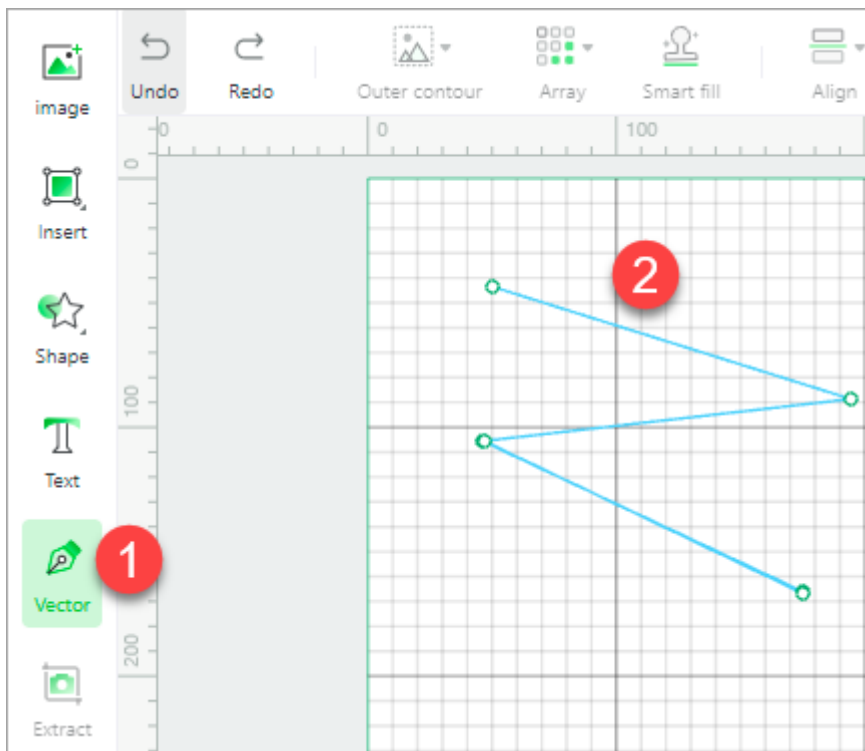 Undo
Redo
Outer contour
Array
Smart fill
Align
image
Insert
Shape
Text
Vector
Extract
0
0
100
0
100
200
1
2